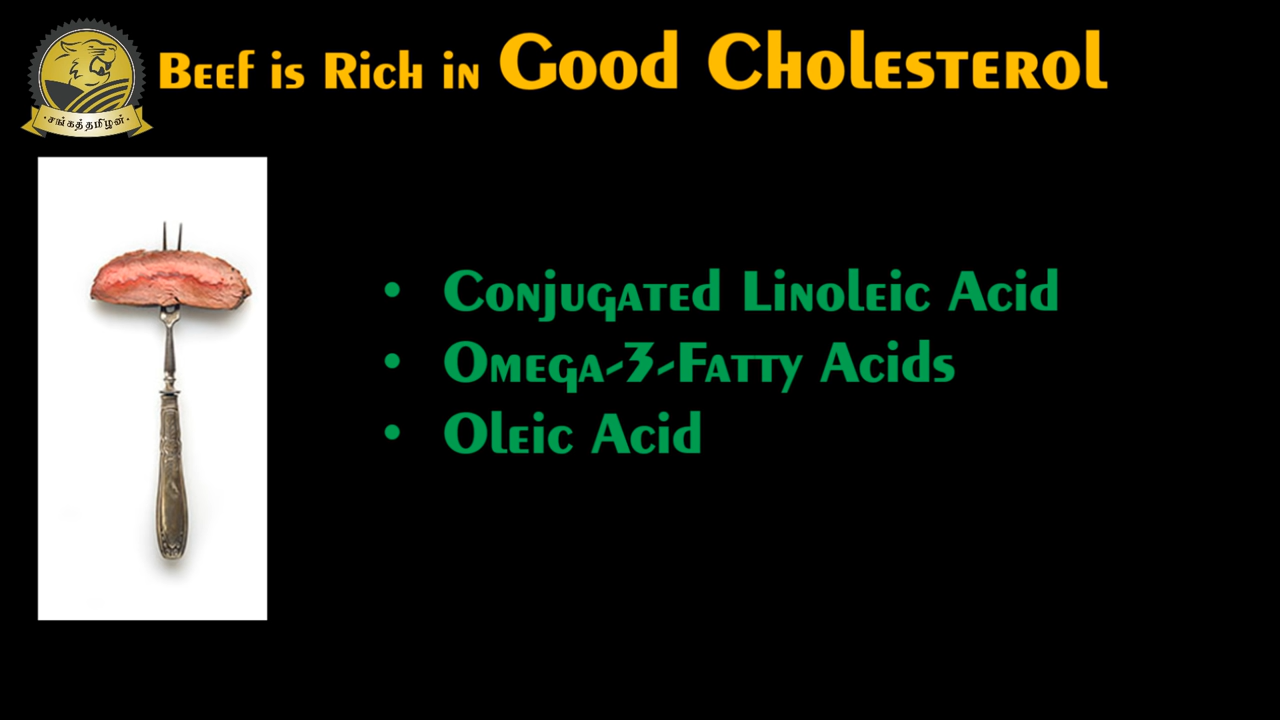 Beef is Rich in Good Cholesterol
சங்கத்தமிழன்
• Conjugated Linoleic Acid
• Omega-3-Fatty Acids
• Oleic Acid